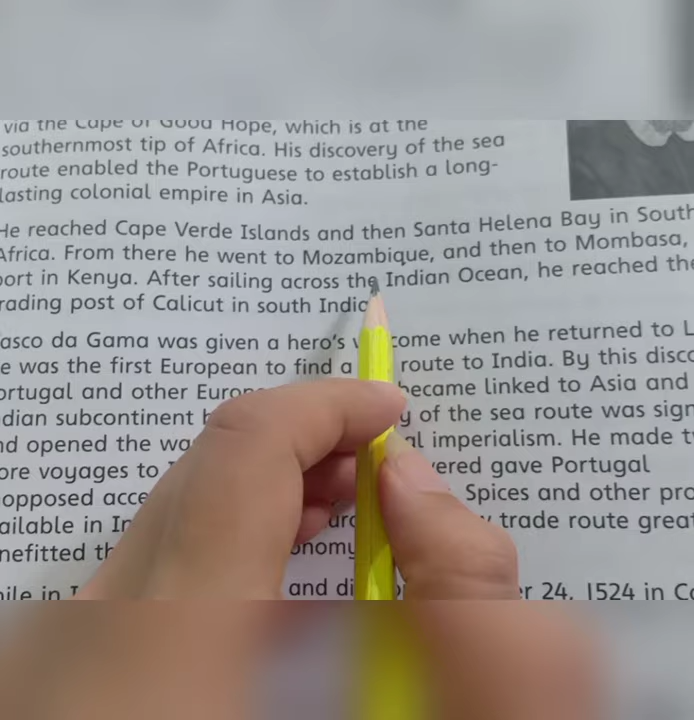 via the Cape of Good Hope, which is at the
southernmost tip of Africa. His discovery of the sea
route enabled the Portuguese to establish a long-
lasting colonial empire in Asia.
He reached Cape Verde Islands and then Santa Helena Bay in South
Africa. From there he went to Mozambique, and then to Mombasa,
port in Kenya. After sailing across the Indian Ocean, he reached the
rading post of Calicut in south India
asco da Gama was given a hero's come when he returned to L
e was the first European to find a route to India. By this disco
ortugal and other Europ became linked to Asia and
dian subcontinent b y of the sea route was sign
nd opened the wa al imperialism. He made t
ore voyages to vered gave Portugal
opposed acce Spices and other pro
ailable in In uro y trade route great
nefitted th onomy
ile in I and di er 24, 1524 in Co